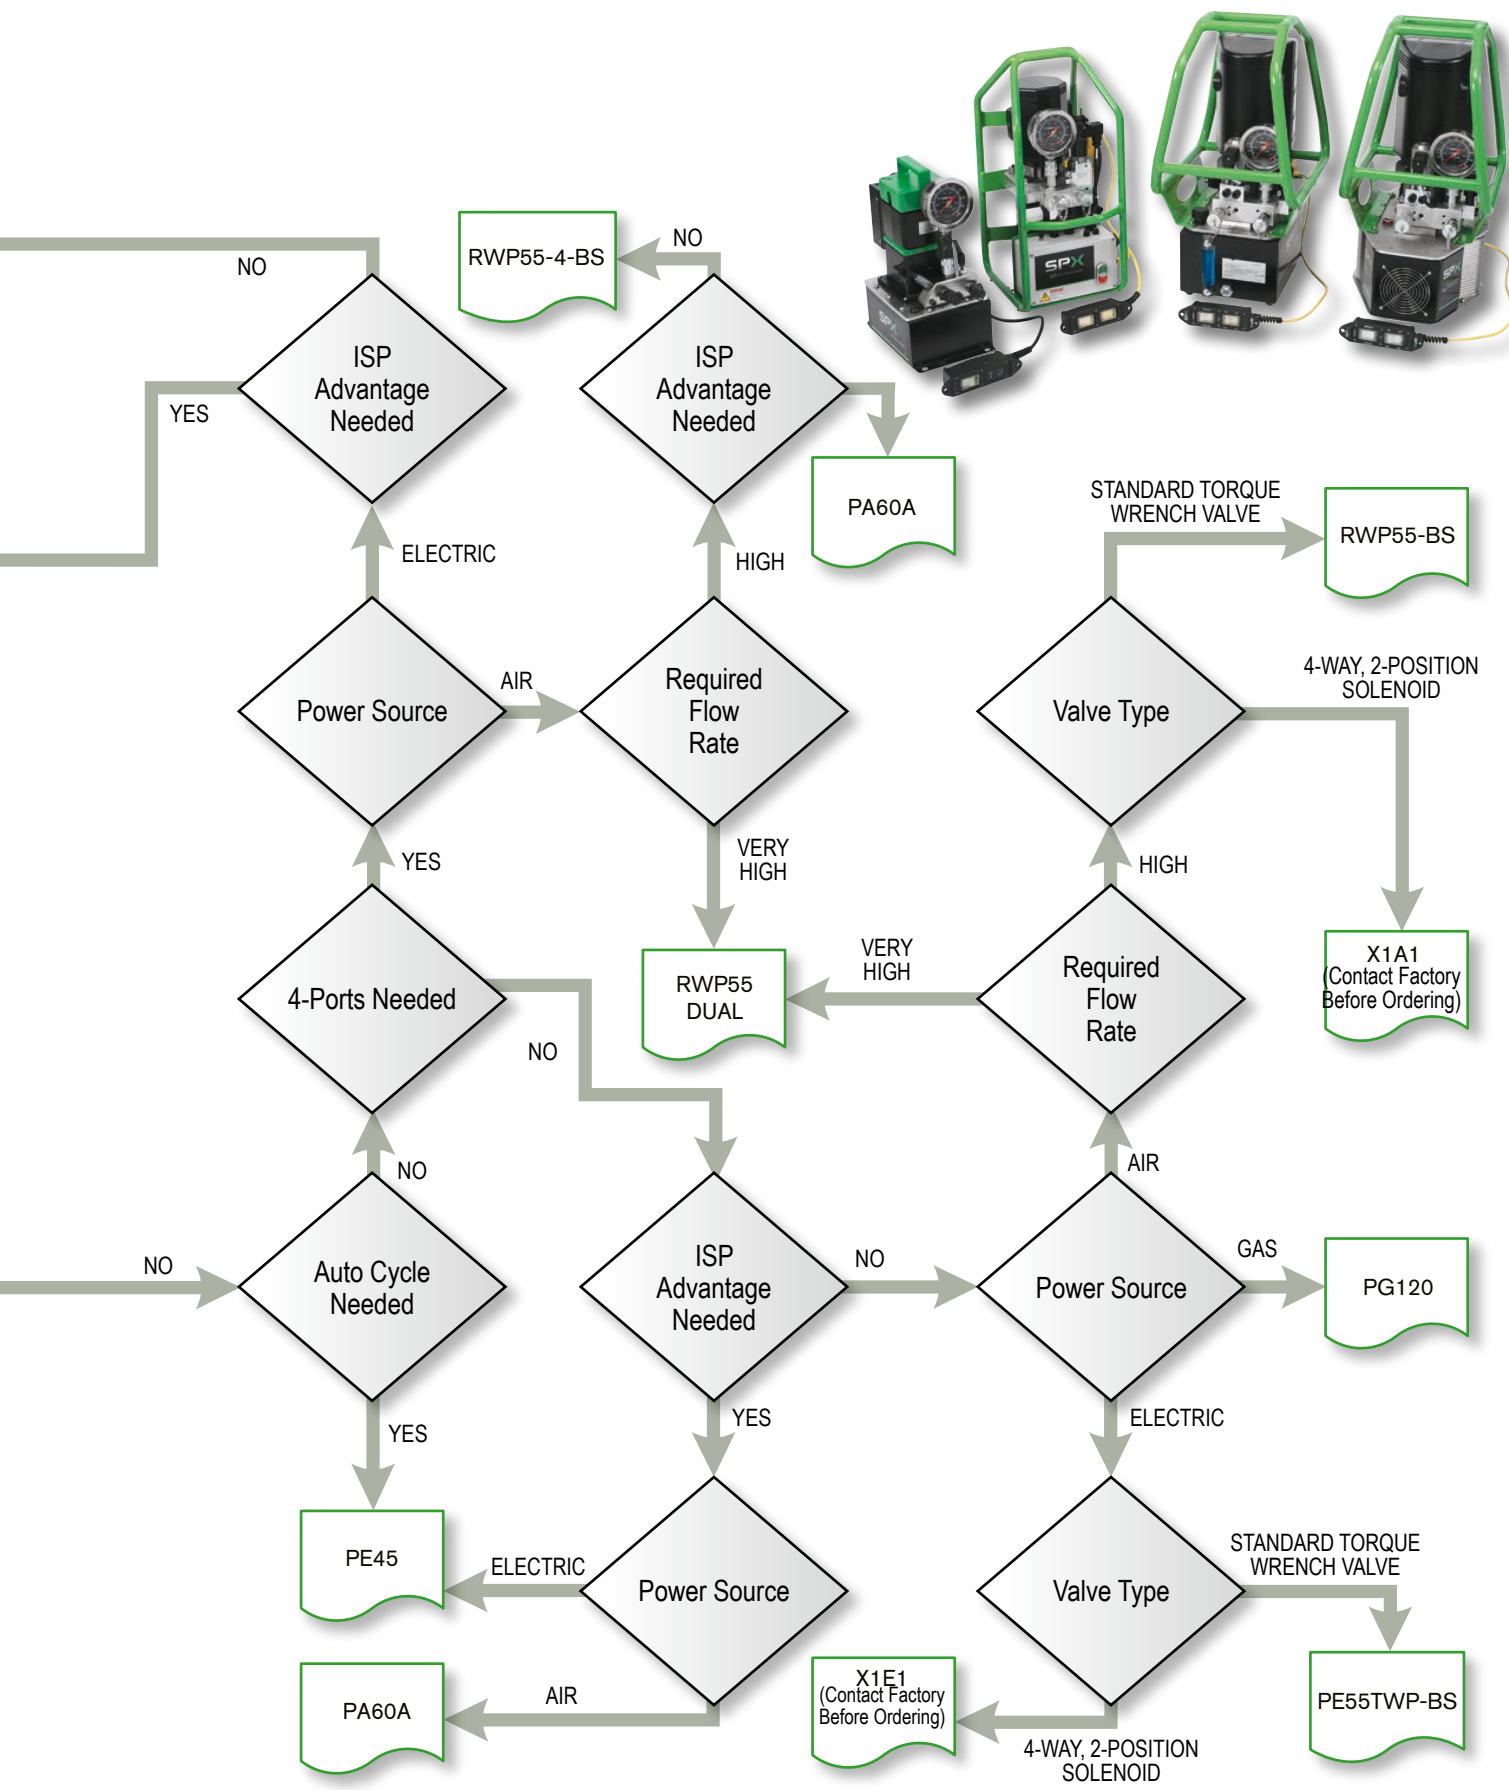 SPX
SPX
SPX
NO
RWP55-4-BS
NO
ISP
Advantage
Needed
YES
ISP
Advantage
Needed
PA60A
STANDARD TORQUE
WRENCH VALVE
RWP55-BS
ELECTRIC
HIGH
Power Source
AIR
Required
Flow
Rate
Valve Type
4-WAY, 2-POSITION
SOLENOID
YES
VERY
HIGH
HIGH
4-Ports Needed
NO
RWP55
DUAL
VERY
HIGH
Required
Flow
Rate
X1A1
(Contact Factory
Before Ordering)
NO
AIR
NO
Auto Cycle
Needed
ISP
Advantage
Needed
NO
Power Source
GAS
PG120
YES
YES
ELECTRIC
PE45
ELECTRIC
Power Source
Valve Type
STANDARD TORQUE
WRENCH VALVE
PA60A
AIR
X1E1
(Contact Factory
Before Ordering)
4-WAY, 2-POSITION
SOLENOID
PE55TWP-BS